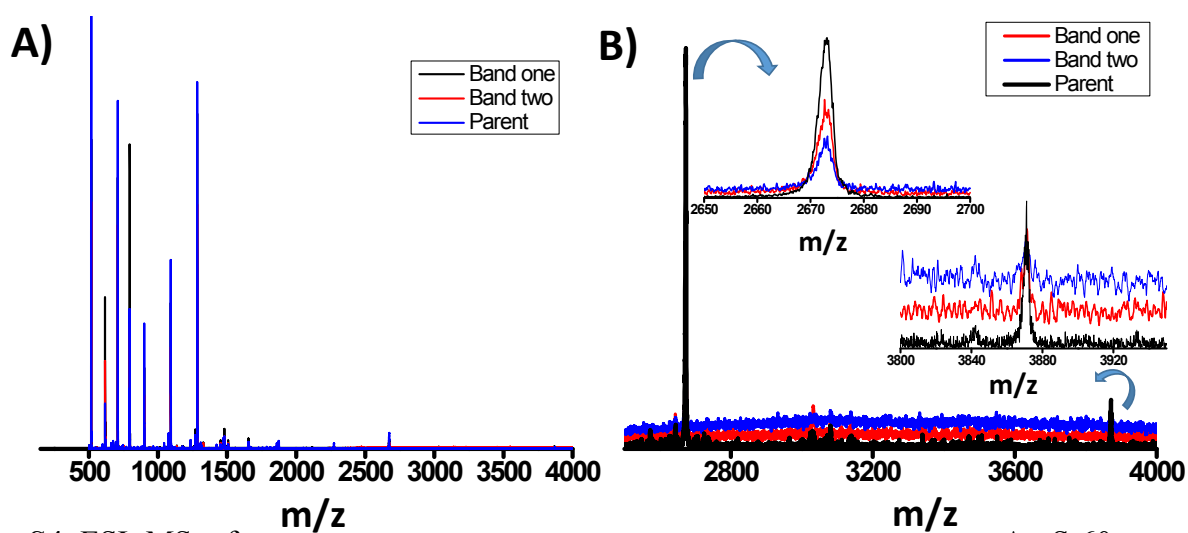 A)
Band one
Band two
Parent
500 1000 1500 2000 2500 3000 3500 4000
m/z
B)
Band one
Band two
Parent
2650 2660 2670 2680 2690 2700
m/z
3800 3840 3880 3920
m/z
2800 3200 3600 4000
m/z